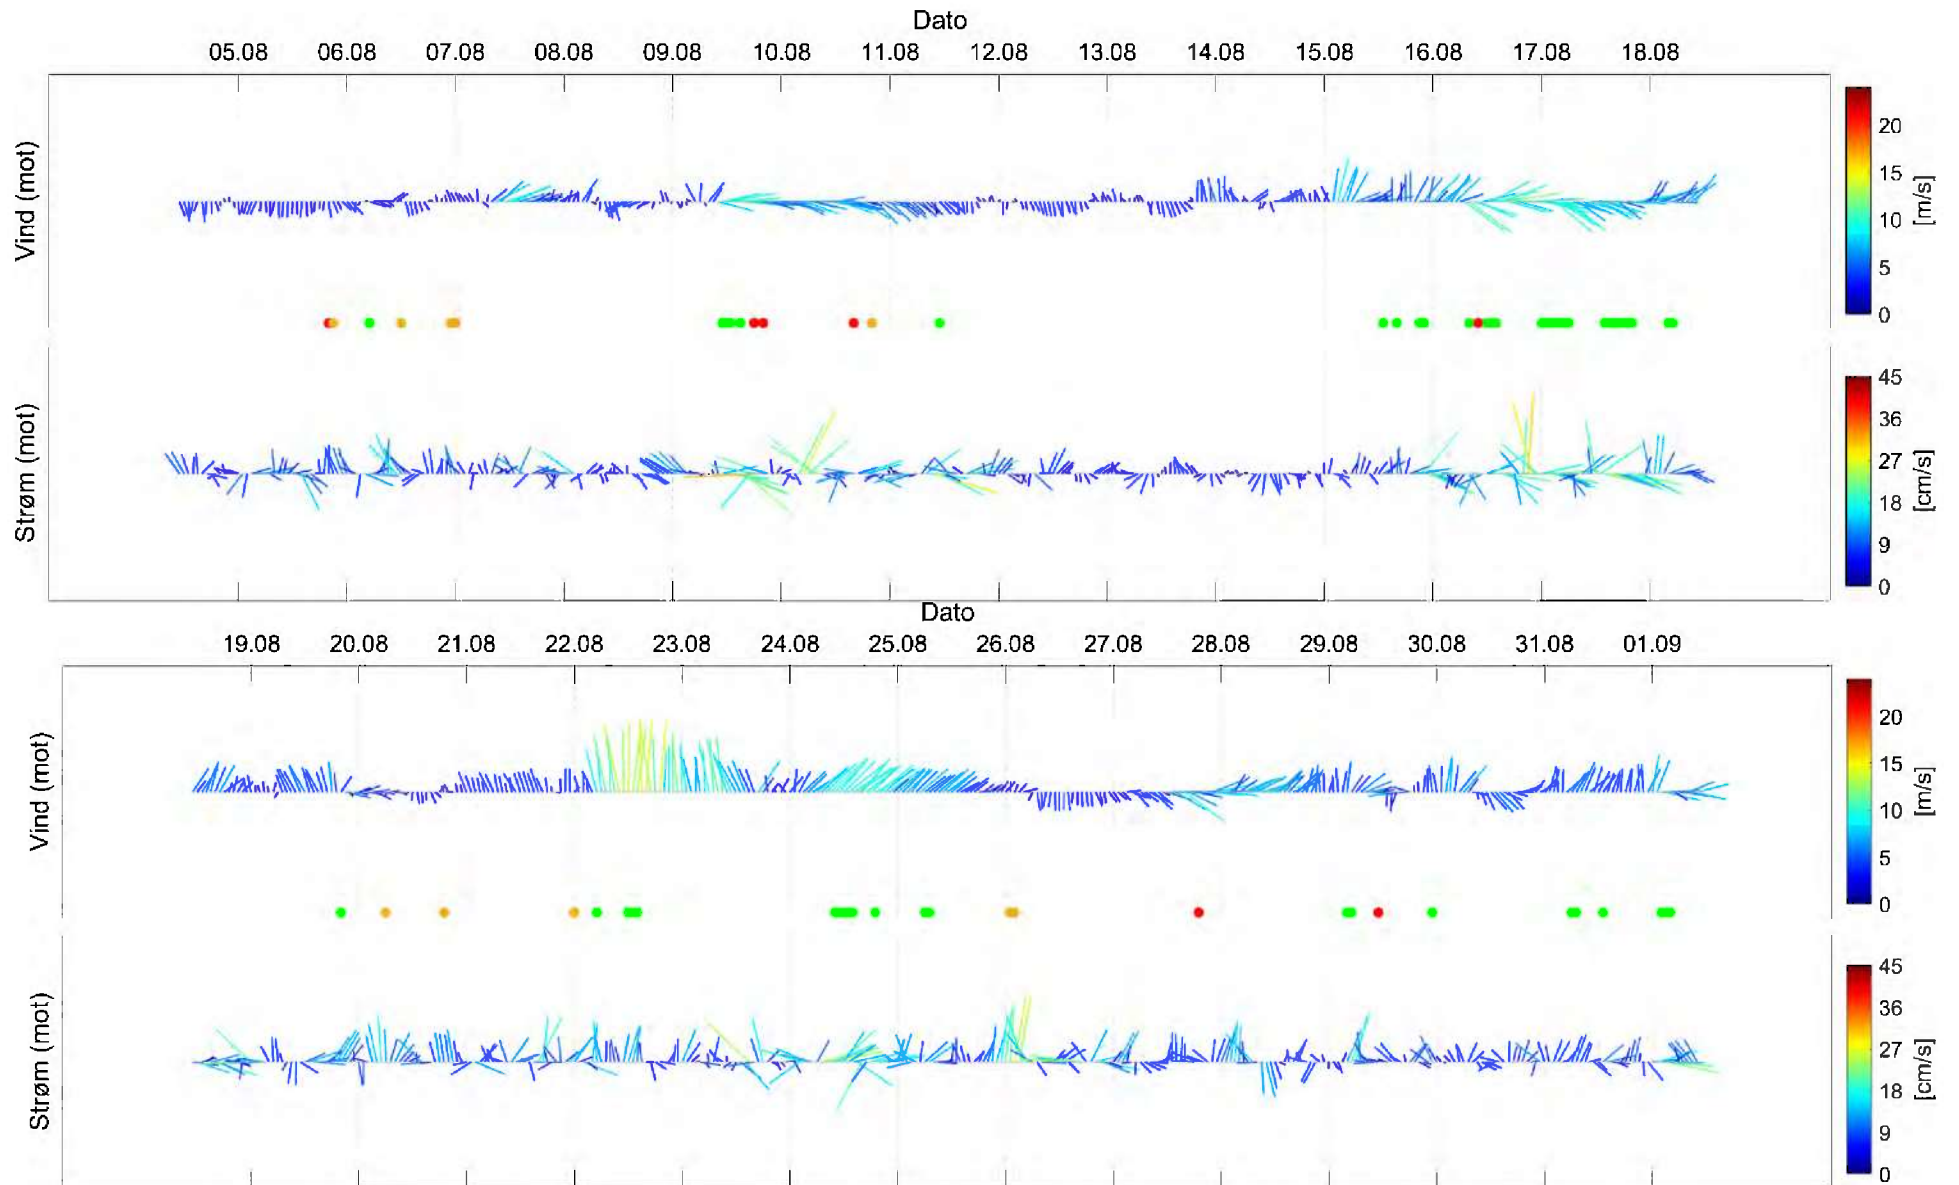 Dato
05.08 06.08 07.08 08.08 09.08 10.08 11.08 12.08 13.08 14.08 15.08 16.08 17.08 18.08
Vind (mot)
20
15
10
5
0
[m/s]
Strøm (mot)
45
36
27
18
9
0
[cm/s]
Dato
19.08 20.08 21.08 22.08 23.08 24.08 25.08 26.08 27.08 28.08 29.08 30.08 31.08 01.09
Vind (mot)
20
15
10
5
0
[m/s]
Strøm (mot)
45
36
27
18
9
0
[cm/s]